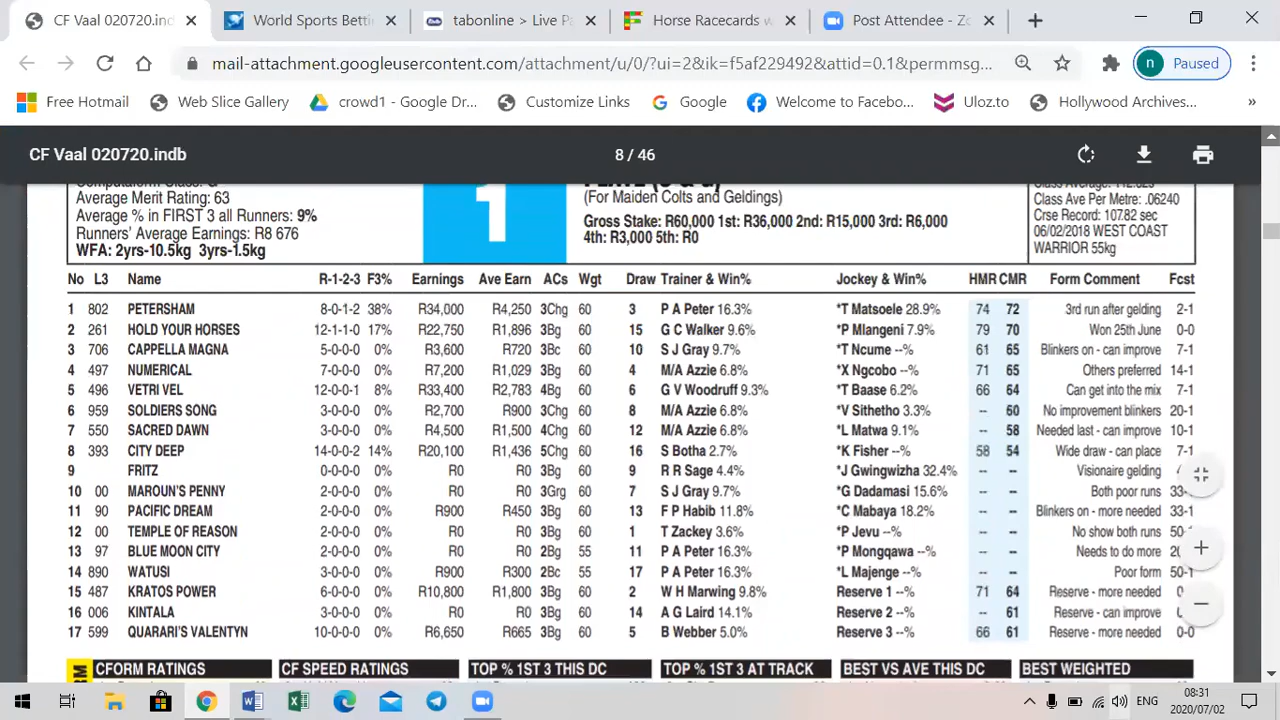 CF Vaal 020720.indb
World Sports Betti
tabonline > Live P
Horse Racecards w
Post Attendee - Zo
mail-attachment.googleusercontent.com/attachment/u/0/?ui=2&ik=f5af229492&attid=0.1&permmsg...
n Paused
Free Hotmail Web Slice Gallery crowd1 - Google Dr... Customize Links Google Welcome to Facebo... Uloz.to Hollywood Archives... »
CF Vaal 020720.indb 8 / 46
Average Merit Rating: 63
Average % in FIRST 3 all Runners: 9%
Runners' Average Earnings: R8 676
WFA: 2yrs-10.5kg 3yrs-1.5kg
1
(For Maiden Colts and Geldings)
Gross Stake: R60,000 1st: R36,000 2nd: R15,000 3rd: R6,000
4th: R3,000 5th: R0
Class Ave Per Metre: .06240
Crse Record: 107.82 sec
06/02/2018 WEST COAST
WARRIOR 55kg
No L3 Name R-1-2-3 F3% Earnings Ave Earn ACs Wgt Draw Trainer & Win% Jockey & Win% HMR CMR Form Comment Fcst
1 802 PETERSHAM 8-0-1-2 38% R34,000 R4,250 3Chg 60 3 P A Peter 16.3% *T Matsoele 28.9% 74 72 3rd run after gelding 2-1
2 261 HOLD YOUR HORSES 12-1-1-0 17% R22,750 R1,896 3Bg 60 15 G C Walker 9.6% *P Mlangeni 7.9% 79 70 Won 25th June 0-0
3 706 CAPPELLA MAGNA 5-0-0-0 0% R3,600 R720 3Bc 60 10 S J Gray 9.7% *T Ncume --% 61 65 Blinkers on - can improve 7-1
4 497 NUMERICAL 7-0-0-0 0% R7,200 R1,029 3Bg 60 4 M/A Azzie 6.8% *X Ngcobo --% 71 65 Others preferred 14-1
5 496 VETRI VEL 12-0-0-1 8% R33,400 R2,783 4Bg 60 6 G V Woodruff 9.3% *T Baase 6.2% 66 64 Can get into the mix 7-1
6 959 SOLDIERS SONG 3-0-0-0 0% R2,700 R900 3Chg 60 8 M/A Azzie 6.8% *V Sithetho 3.3% -- 60 No improvement blinkers 20-1
7 550 SACRED DAWN 3-0-0-0 0% R4,500 R1,500 4Chg 60 12 M/A Azzie 6.8% *L Matwa 9.1% -- 58 Needed last - can improve 10-1
8 393 CITY DEEP 14-0-0-2 14% R20,100 R1,436 5Chg 60 16 S Botha 2.7% *K Fisher --% 58 54 Wide draw - can place 7-1
9 FRITZ 0-0-0-0 0% R0 R0 3Bg 60 9 R R Sage 4.4% *J Gwingwizha 32.4% -- -- Visionaire gelding
10 00 MAROUN'S PENNY 2-0-0-0 0% R0 R0 3Grg 60 7 S J Gray 9.7% *G Dadamasi 15.6% -- -- Both poor runs 33-
11 90 PACIFIC DREAM 2-0-0-0 0% R900 R450 3Bg 60 13 F P Habib 11.8% *C Mabaya 18.2% -- -- Blinkers on - more needed 33-1
12 00 TEMPLE OF REASON 2-0-0-0 0% R0 R0 3Bg 60 1 T Zackey 3.6% *P Jevu --% -- -- No show both runs 50-
13 97 BLUE MOON CITY 2-0-0-0 0% R0 R0 2Bg 55 11 P A Peter 16.3% *P Mongqawa --% -- -- Needs to do more 20
14 890 WATUSI 3-0-0-0 0% R900 R300 2Bc 55 17 P A Peter 16.3% *L Majenge --% -- -- Poor form 50-1
15 487 KRATOS POWER 6-0-0-0 0% R10,800 R1,800 3Bg 60 2 W H Marwing 9.8% Reserve 1 --% 71 64 Reserve - more needed 0
16 006 KINTALA 3-0-0-0 0% R0 R0 3Bg 60 14 A G Laird 14.1% Reserve 2 --% -- 61 Reserve - can improve 0
17 599 QUARARI'S VALENTYN 10-0-0-0 0% R6,650 R665 3Bg 60 5 B Webber 5.0% Reserve 3 --% 66 61 Reserve - more needed 0-0
CFORM RATINGS CF SPEED RATINGS TOP % 1ST 3 THIS DC TOP % 1ST 3 AT TRACK BEST VS AVE THIS DC BEST WEIGHTED
ENG 08:31
2020/07/02